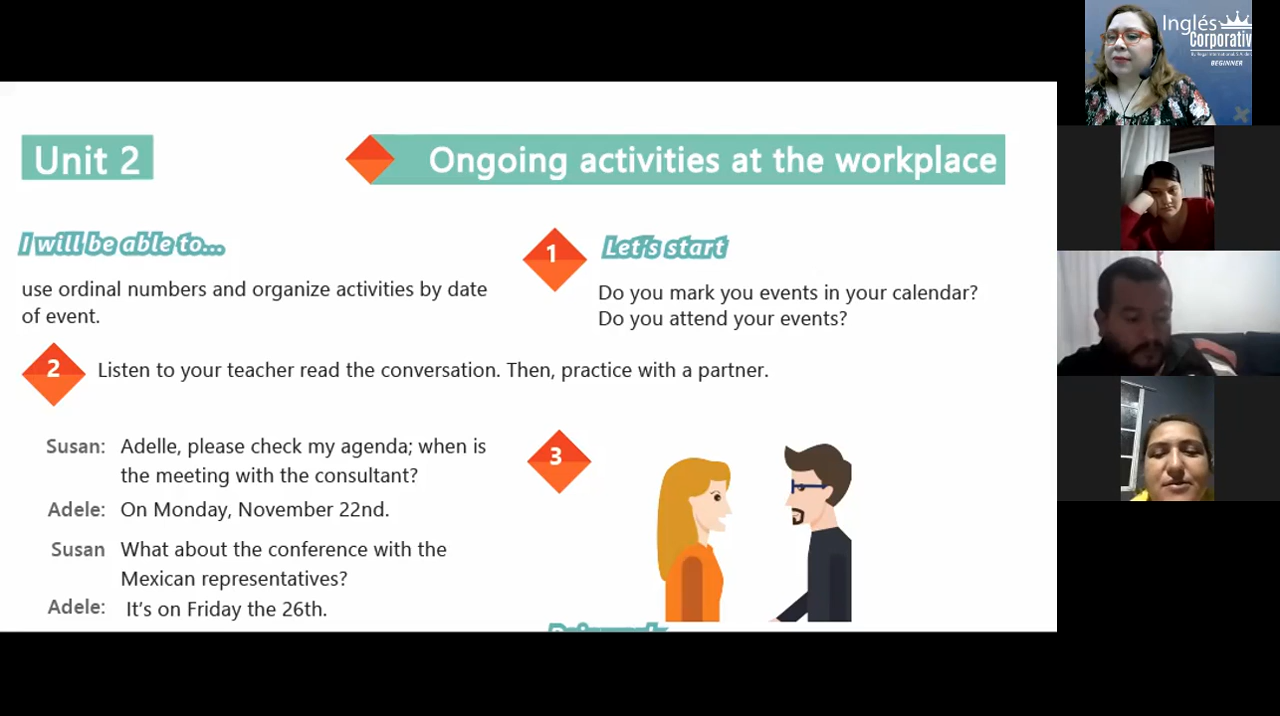 Inglés
Corporativ
BEGINNER
Unit 2
Ongoing activities at the workplace
I will be able to...
use ordinal numbers and organize activities by date
of event.
1
Let's start
Do you mark you events in your calendar?
Do you attend your events?
2
Listen to your teacher read the conversation. Then, practice with a partner.
Susan: Adelle, please check my agenda; when is
the meeting with the consultant?
Adele: On Monday, November 22nd.
Susan What about the conference with the
Mexican representatives?
Adele: It's on Friday the 26th.
3